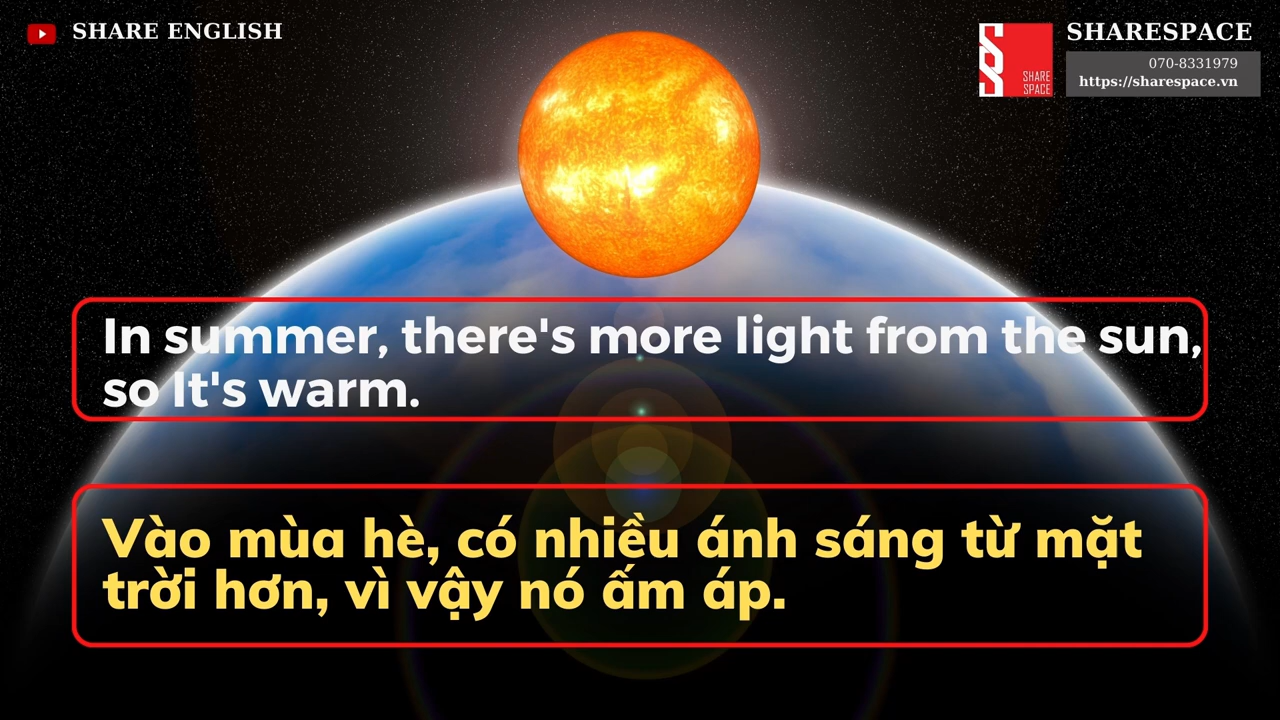 SHARE ENGLISH
SHARESPACE
070-8331979
https://sharespace.vn
SHARE
SPACE
In summer, there's more light from the sun,
so It's warm.
Vào mùa hè, có nhiều ánh sáng từ mặt
trời hơn, vì vậy nó ấm áp.